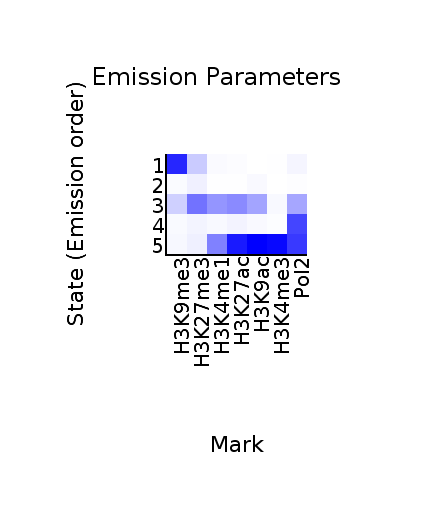 Emission Parameters
State (Emission order)
1
2
3
4
5
H3K9me3
H3K27me3
H3K4me1
H3K27ac
H3K9ac
H3K4me3
Pol2
Mark